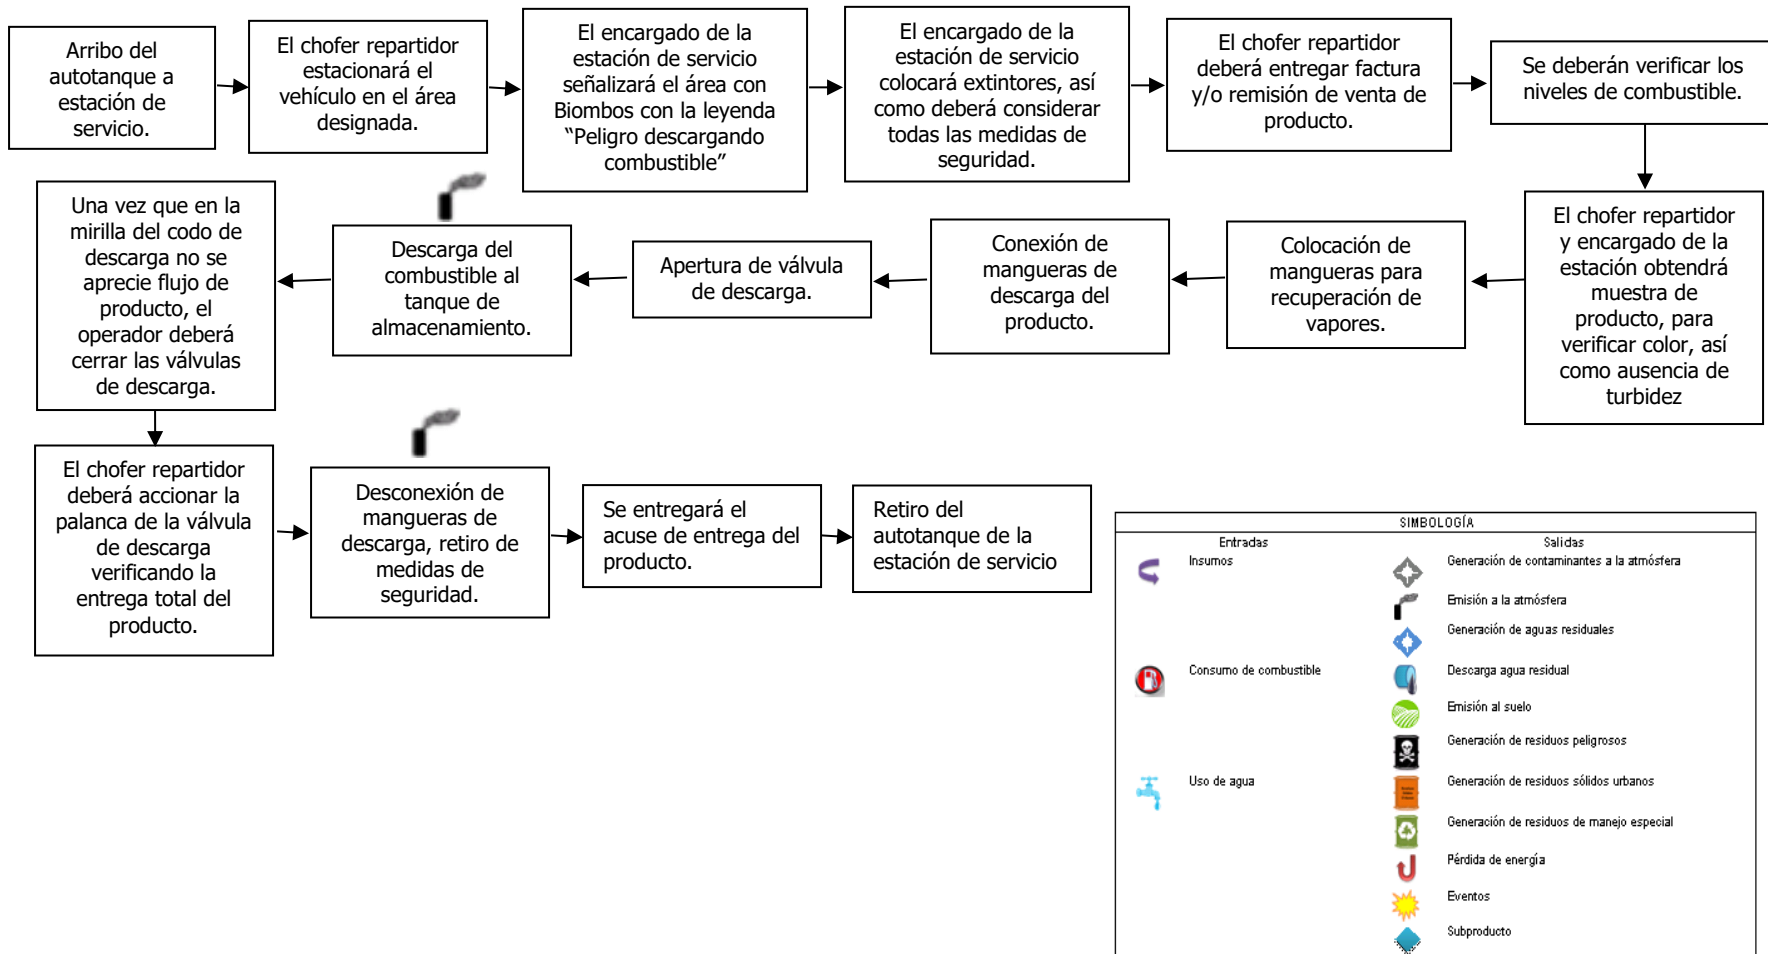 Arribo del
autotanque a
estación de
servicio.
El chofer repartidor
estacionará el
vehículo en el área
designada.
El encargado de la
estación de servicio
señalizará el área con
Biombos con la leyenda
“Peligro descargando
combustible”
El encargado de la
estación de servicio
colocará extintores, así
como deberá considerar
todas las medidas de
seguridad.
El chofer repartidor
deberá entregar factura
y/o remisión de venta de
producto.
Se deberán verificar los
niveles de combustible.
El chofer repartidor
y encargado de la
estación obtendrá
muestra de
producto, para
verificar color, así
como ausencia de
turbidez
Colocación de
mangueras para
recuperación de
vapores.
Conexión de
mangueras de
descarga del
producto.
Apertura de válvula
de descarga.
Descarga del
combustible al
tanque de
almacenamiento.
Una vez que en la
mirilla del codo de
descarga no se
aprecie flujo de
producto, el
operador deberá
cerrar las válvulas
de descarga.
El chofer repartidor
deberá accionar la
palanca de la válvula
de descarga
verificando la
entrega total del
producto.
Desconexión de
mangueras de
descarga, retiro de
medidas de
seguridad.
Se entregará el
acuse de entrega del
producto.
Retiro del
autotanque de la
estación de servicio
SIMBOLOGÍA
Entradas
Salidas
Insumos
Generación de contaminantes a la atmósfera
Emisión a la atmósfera
Generación de aguas residuales
Consumo de combustible
Descarga agua residual
Emisión al suelo
Generación de residuos peligrosos
Uso de agua
Generación de residuos sólidos urbanos
Generación de residuos de manejo especial
Pérdida de energía
Eventos
Subproducto